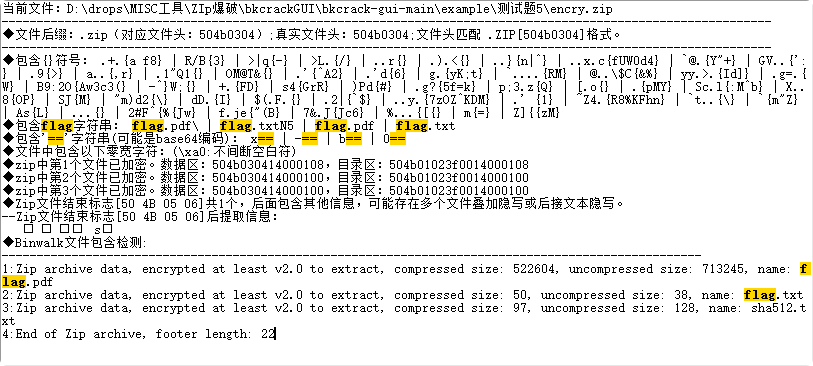 当前文件: D:\drops\MISC工具\ZIp爆破\bkcrackGUI\bkcrack-gui-main\example\测试题5\encry.zip
◆文件后缀: .zip (对应文件头: 504b0304);真实文件头: 504b0304;文件头匹配 .ZIP[504b0304]格式。
◆包含{}符号: .+.{a f8} | R/B{3} | >|q{-} | >L.{/} | ..r{} | .).<{} | ..}{n|^} | ..x.c{fUWOd4} | `@.{Y"+} | GV..{':
} | .9{>} | a..{,r} | .1"Q1{} | OM@T&{} | .'{^A2} | .'d{6} | g.{yK;t} | `....{RM} | @..\$C{&%} | yy.>.{Id]} | .g=.{
W} | B9:2O{Aw3c3(} | -^}W;{} | +.{FD} | s4{GrR} | )Pd{#} | .g?{5f=k} | p;3.z{Q} | [.o{} | .{pMY} | Sc.l{:M`b} | X..
8{OP} | SJ{M} | "m)d2{\} | dD.{I} | $(.F.{} | .2|{`$} | ..y.{7zOZ^KDM} | .' {1} | "Z4.{R8%KFhn} | `t..{\} | `{m"Z}
| As{L} | ...{} | 2#F^{%{Jw} | f.je{"(B} | 7&.J{Jc6} | %...{[{} | m{=} | Z]{{zM}
◆包含flag字符串: flag.pdf\ | flag.txtN5 | flag.pdf | flag.txt
◆包含'=='字符串(可能是base64编码): x== | -== | b== | O==
◆文件中包含以下零宽字符: (\xa0:不间断空白符)
◆zip中第1个文件已加密。数据区: 504b030414000108, 目录区: 504b01023f0014000108
◆zip中第2个文件已加密。数据区: 504b030414000100, 目录区: 504b01023f0014000100
◆zip中第3个文件已加密。数据区: 504b030414000100, 目录区: 504b01023f0014000100
◆Zip文件结束标志[50 4B 05 06]共1个, 后面包含其他信息, 可能存在多个文件叠加隐写或后接文本隐写。
--Zip文件结束标志[50 4B 05 06]后提取信息:
s
◆Binwalk文件包含检测:
1:Zip archive data, encrypted at least v2.0 to extract, compressed size: 522604, uncompressed size: 713245, name: f
lag.pdf
2:Zip archive data, encrypted at least v2.0 to extract, compressed size: 50, uncompressed size: 38, name: flag.txt
3:Zip archive data, encrypted at least v2.0 to extract, compressed size: 97, uncompressed size: 128, name: sha512.t
xt
4:End of Zip archive, footer length: 22